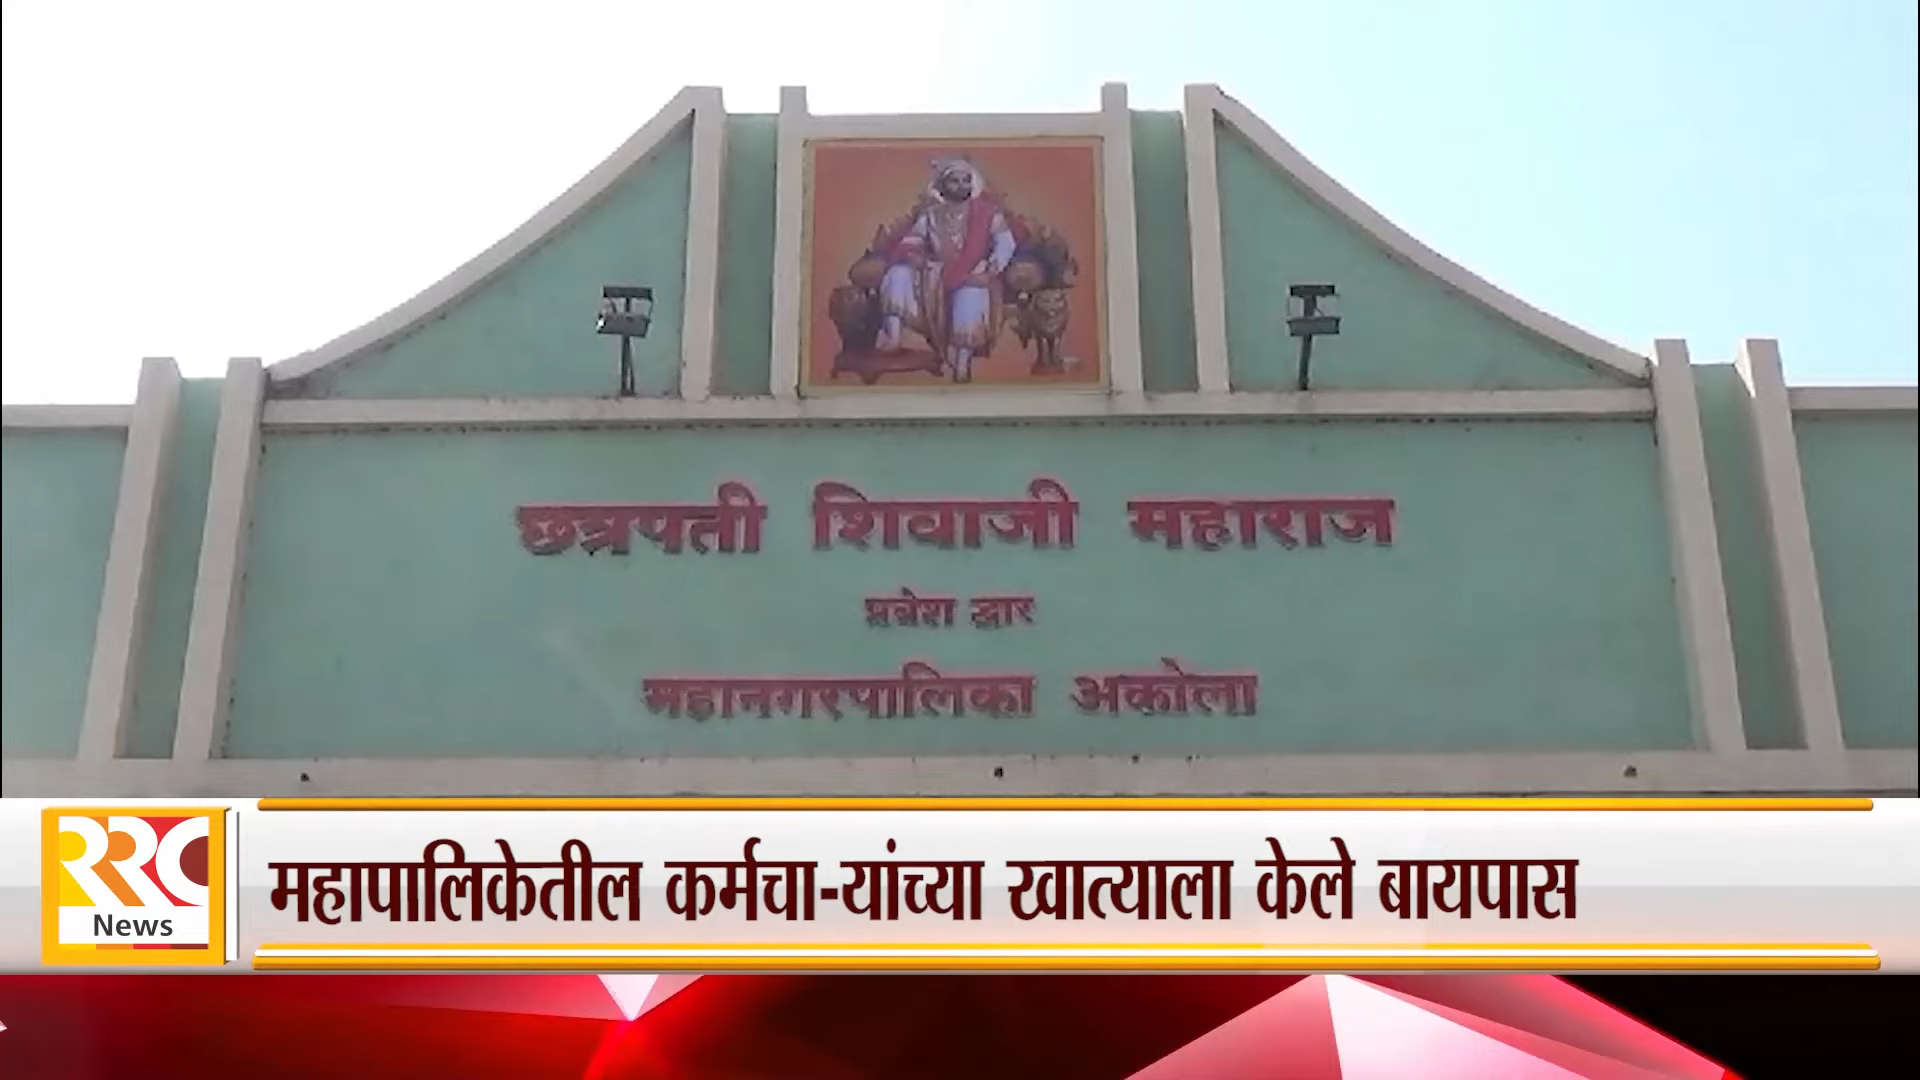 छत्रपती शिवाजी महाराज
प्रवेश द्वार
महानगरपालिका अकोला
RRC
News
महापालिकेतील कर्मचा-यांच्या खात्याला केले बायपास